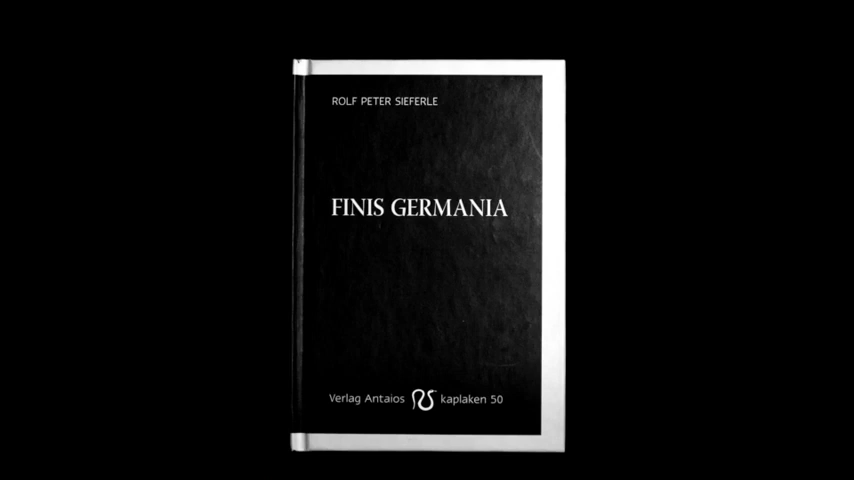 ROLF PETER SIEFERLE
FINIS GERMANIA
Verlag Antaios kaplaken 50